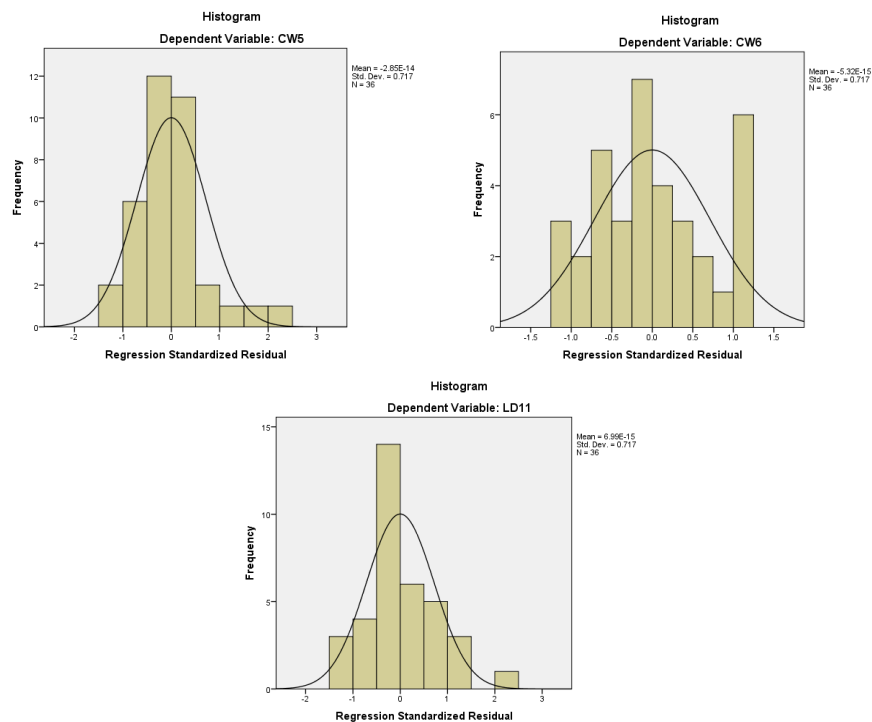 Histogram
Dependent Variable: CW5
Mean = -2.85E-14
Std. Dev. = 0.717
N = 36
12
10
8
6
4
2
0
Frequency
-2
-1
0
1
2
3
Regression Standardized Residual
Histogram
Dependent Variable: CW6
Mean = -5.32E-15
Std. Dev. = 0.717
N = 36
6
4
2
0
Frequency
-1.5
-1.0
-0.5
0.0
0.5
1.0
1.5
Regression Standardized Residual
Histogram
Dependent Variable: LD11
Mean = 6.99E-15
Std. Dev. = 0.717
N = 36
15
10
5
0
Frequency
-2
-1
0
1
2
3
Regression Standardized Residual